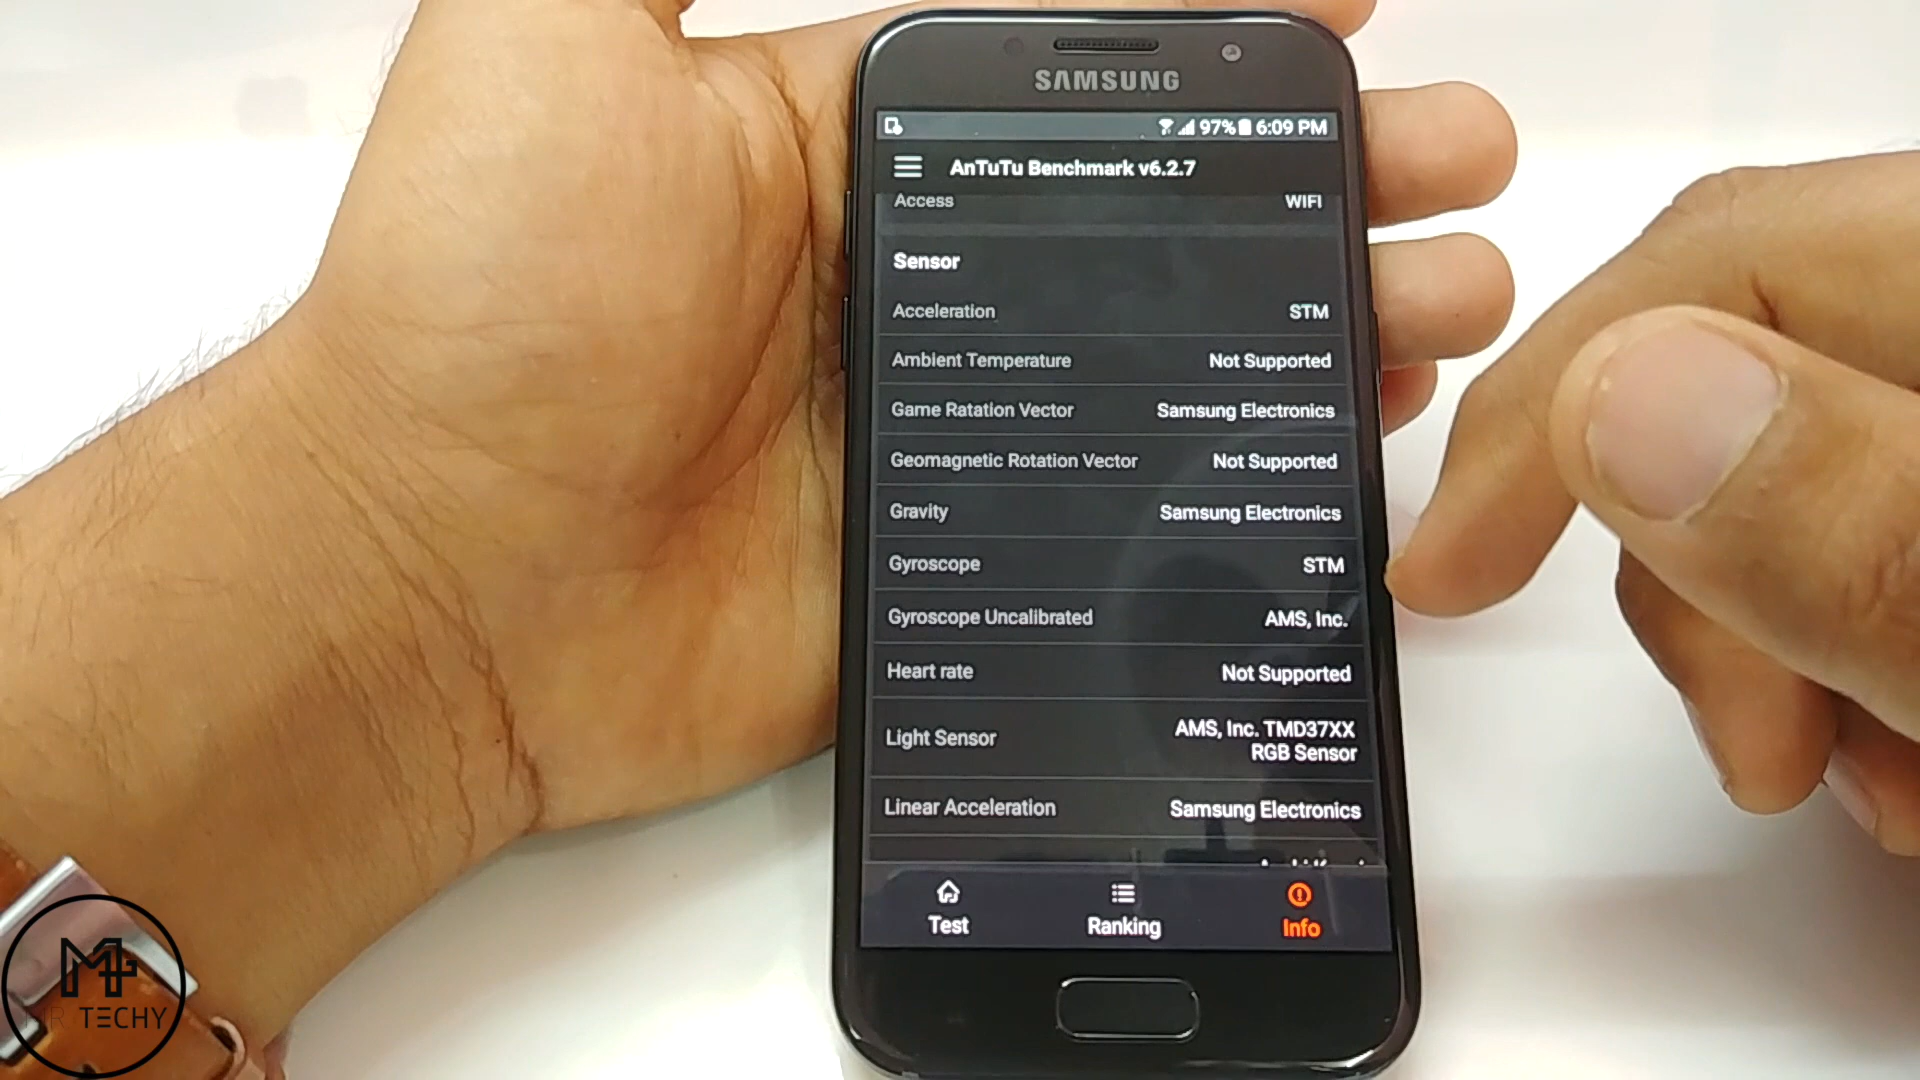 SAMSUNG
97% 6:09 PM
AnTuTu Benchmark v6.2.7
Access WIFI
Sensor
Acceleration STM
Ambient Temperature Not Supported
Game Ratation Vector Samsung Electronics
Geomagnetic Rotation Vector Not Supported
Gravity Samsung Electronics
Gyroscope STM
Gyroscope Uncalibrated AMS, Inc.
Heart rate Not Supported
Light Sensor AMS, Inc. TMD37XX
RGB Sensor
Linear Acceleration Samsung Electronics
Test Ranking Info
MR TECHY